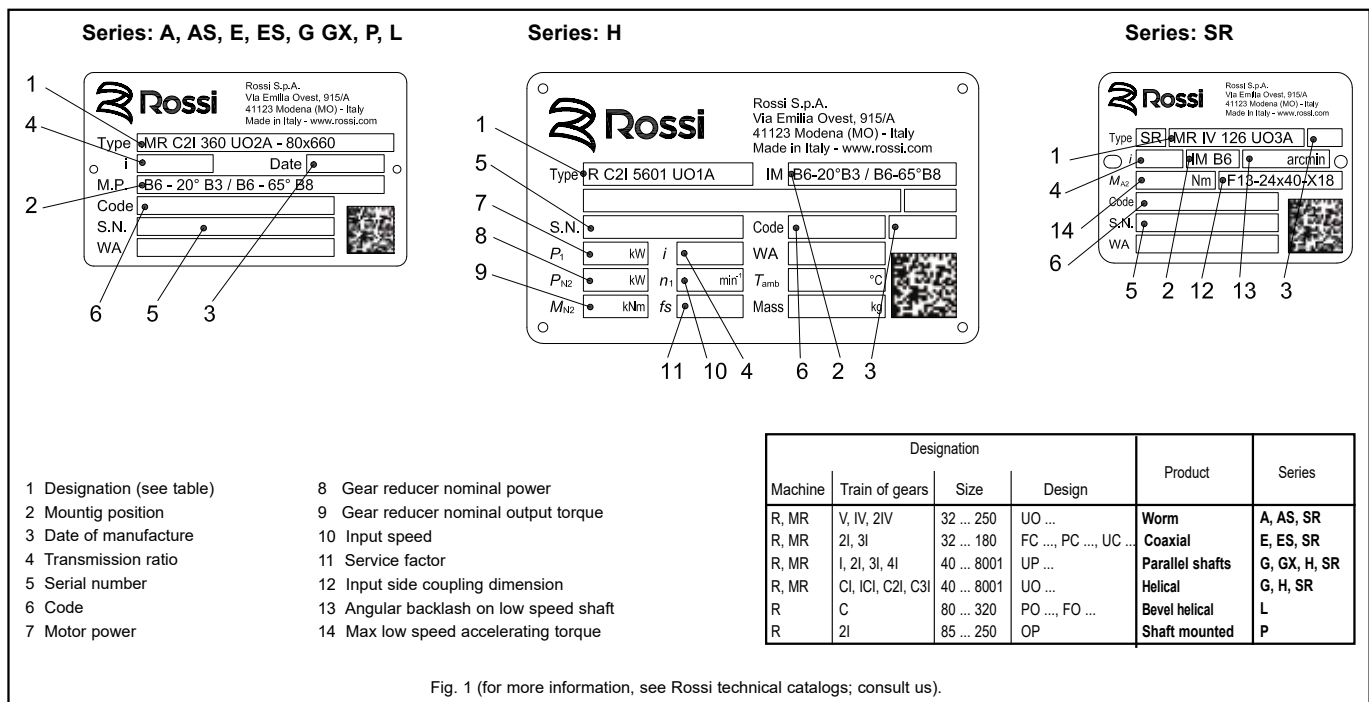 Series: A, AS, E, ES, G GX, P, L
Rossi
Rossi S.p.A.
Via Emilia Ovest, 915/A
41123 Modena (MO) - Italy
Made in Italy - www.rossi.com
1
4
2
Type MR C2I 360 UO2A - 80x660
i Date
M.P. B6 - 20° B3 / B6 - 65° B8
Code
S.N.
WA
6 5 3
Series: H
Rossi
Rossi S.p.A.
Via Emilia Ovest, 915/A
41123 Modena (MO) - Italy
Made in Italy - www.rossi.com
1
5
7
8
9
Type R C2I 5601 UO1A IM B6-20°B3 / B6-65°B8
S.N. Code
P1 kW i WA
PN2 kW n1 min-1 Tamb °C
MN2 kNm fs Mass kg
11 10 4 6 2 3
Series: SR
Rossi
Rossi S.p.A.
Via Emilia Ovest, 915/A
41123 Modena (MO) - Italy
Made in Italy - www.rossi.com
1
4
14
6
Type SR MR IV 126 UO3A
i IM B6 arcmin
MA2 Nm F13-24x40-X18
Code
S.N.
WA
5 2 12 13 3
1 Designation (see table)
2 Mountig position
3 Date of manufacture
4 Transmission ratio
5 Serial number
6 Code
7 Motor power
8 Gear reducer nominal power
9 Gear reducer nominal output torque
10 Input speed
11 Service factor
12 Input side coupling dimension
13 Angular backlash on low speed shaft
14 Max low speed accelerating torque
Designation Product Series
Machine Train of gears Size Design
R, MR V, IV, 2IV 32 ... 250 UO ... Worm A, AS, SR
R, MR 2I, 3I 32 ... 180 FC ..., PC ..., UC ... Coaxial E, ES, SR
R, MR I, 2I, 3I, 4I 40 ... 8001 UP ... Parallel shafts G, GX, H, SR
R, MR CI, ICI, C2I, C3I 40 ... 8001 UO ... Helical G, H, SR
R C 80 ... 320 PO ..., FO ... Bevel helical L
R 2I 85 ... 250 OP Shaft mounted P
Fig. 1 (for more information, see Rossi technical catalogs; consult us).